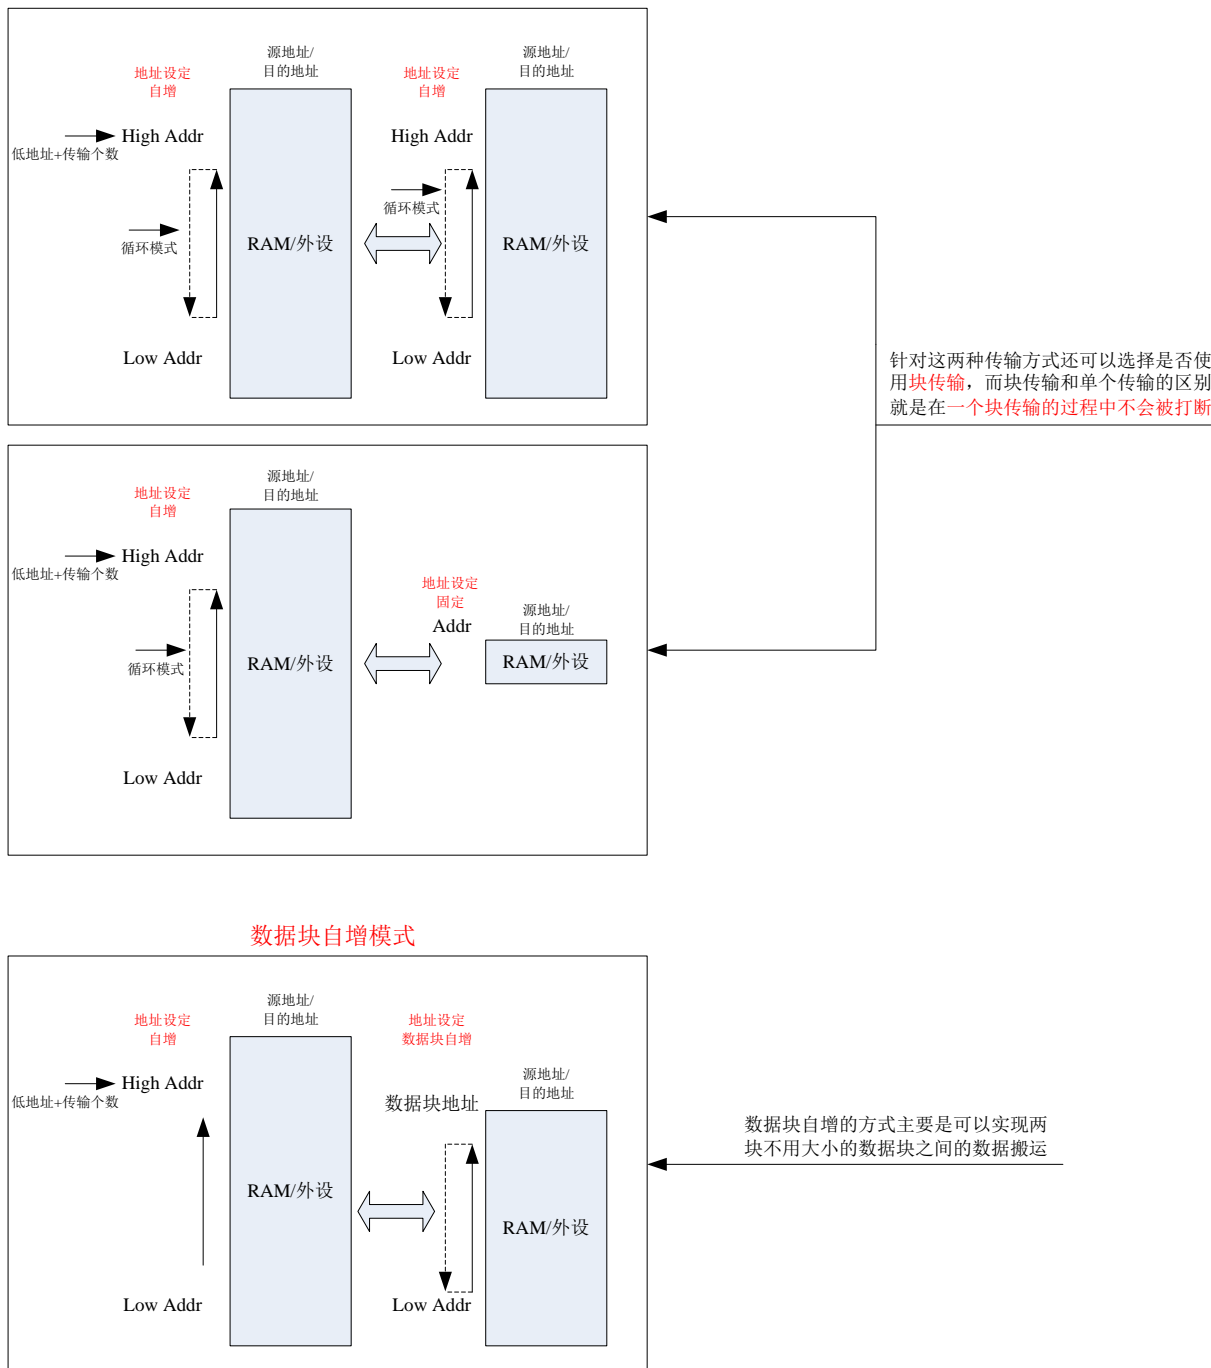 源地址/
目的地址
源地址/
目的地址
地址设定
自增
地址设定
自增
High Addr
High Addr
低地址+传输个数
循环模式
循环模式
RAM/外设
RAM/外设
Low Addr
Low Addr
针对这两种传输方式还可以选择是否使
用块传输，而块传输和单个传输的区别
就是在一个块传输的过程中不会被打断
源地址/
目的地址
地址设定
自增
High Addr
低地址+传输个数
地址设定
固定
Addr
源地址/
目的地址
循环模式
RAM/外设
RAM/外设
Low Addr
数据块自增模式
源地址/
目的地址
地址设定
自增
地址设定
数据块自增
High Addr
低地址+传输个数
数据块地址
源地址/
目的地址
数据块自增的方式主要是可以实现两
块不用大小的数据块之间的数据搬运
RAM/外设
RAM/外设
Low Addr
Low Addr